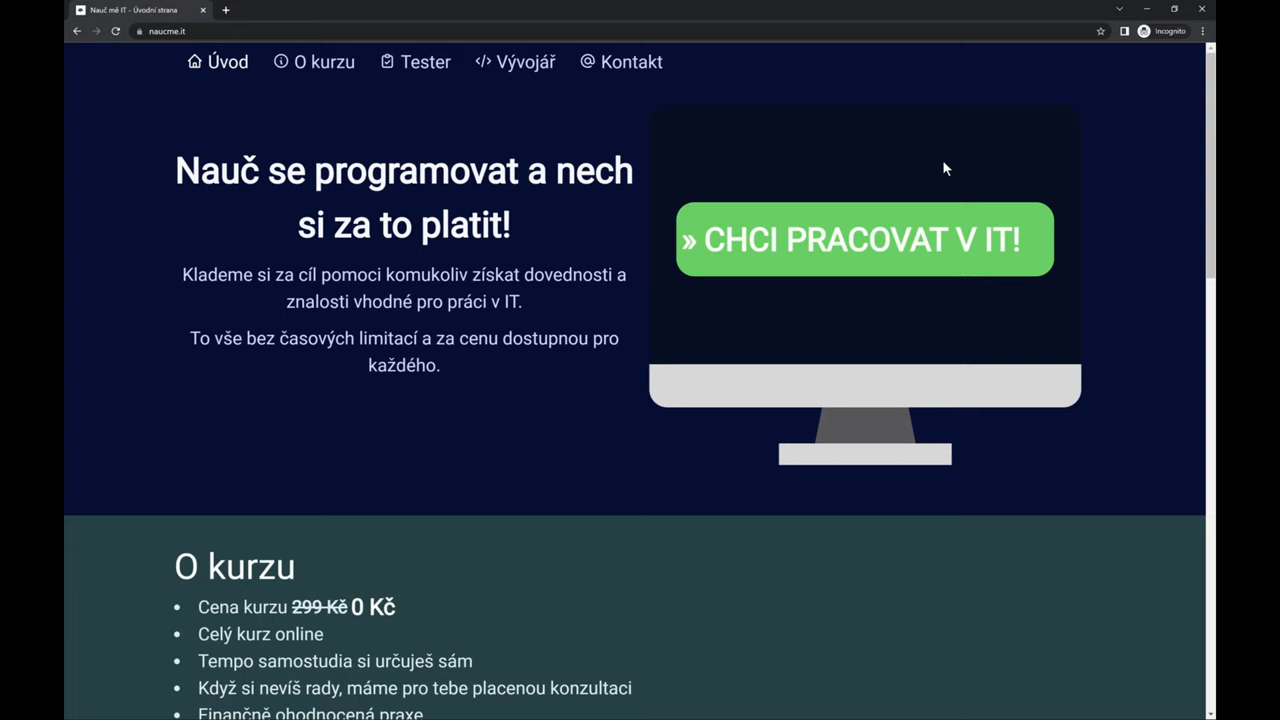 Nauč mě IT - Úvodní strana
naucme.it
Incognito
Úvod
O kurzu
Tester
Vývojář
Kontakt
Nauč se programovat a nech
si za to platit!
Klademe si za cíl pomoci komukoliv získat dovednosti a
znalosti vhodné pro práci v IT.
To vše bez časových limitací a za cenu dostupnou pro
každého.
» CHCI PRACOVAT V IT!
O kurzu
• Cena kurzu 299 Kč 0 Kč
• Celý kurz online
• Tempo samostudia si určuješ sám
• Když si nevíš rady, máme pro tebe placenou konzultaci
• Finančně ohodnocená praxe